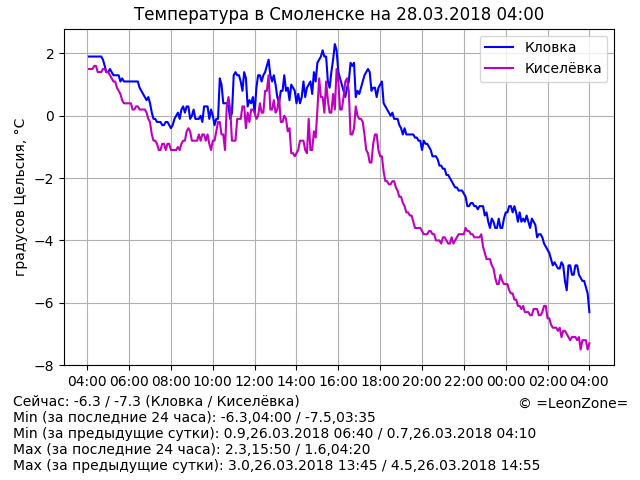 Температура в Смоленске на 28.03.2018 04:00
Кловка
Киселёвка
градусов Цельсия, °C
2
0
−2
−4
−6
−8
04:00 06:00 08:00 10:00 12:00 14:00 16:00 18:00 20:00 22:00 00:00 02:00 04:00
Сейчас: -6.3 / -7.3 (Кловка / Киселёвка)
© =LeonZone=
Min (за последние 24 часа): -6.3,04:00 / -7.5,03:35
Min (за предыдущие сутки): 0.9,26.03.2018 06:40 / 0.7,26.03.2018 04:10
Max (за последние 24 часа): 2.3,15:50 / 1.6,04:20
Max (за предыдущие сутки): 3.0,26.03.2018 13:45 / 4.5,26.03.2018 14:55